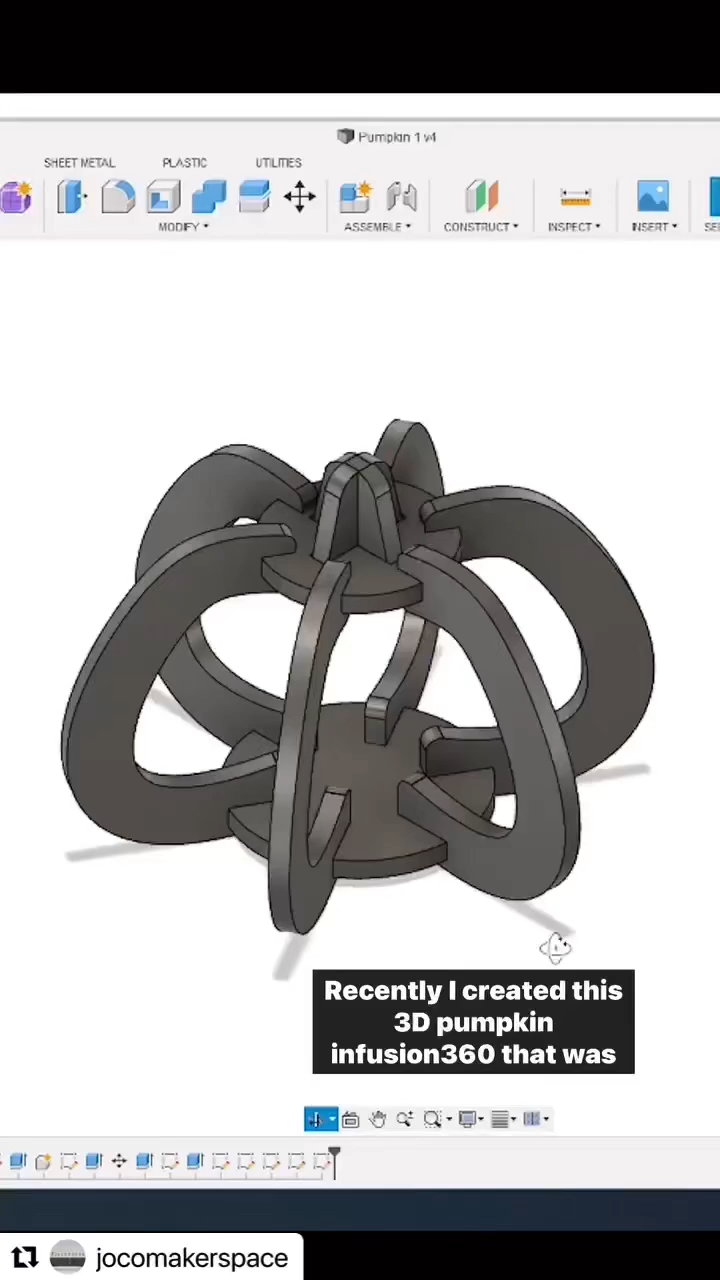 Pumpkin 1 v4
SHEET METAL PLASTIC UTILITIES
MODIFY ASSEMBLE CONSTRUCT INSPECT INSERT
Recently I created this
3D pumpkin
infusion360 that was
jocomakerspace